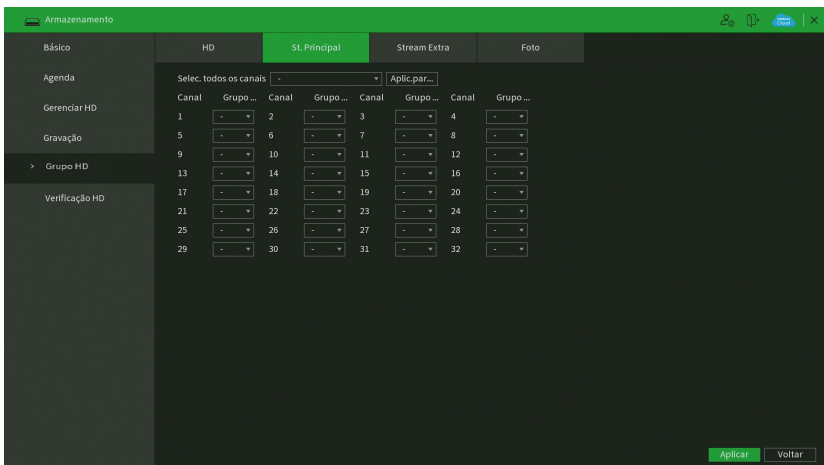 Armazenamento
Básico
HD St. Principal Stream Extra Foto
Agenda
Selec. todos os canais - Aplic.par...
Gerenciar HD
Canal Grupo ... Canal Grupo ... Canal Grupo ... Canal Grupo ...
1 - 2 - 3 - 4 -
Gravação
5 - 6 - 7 - 8 -
9 - 10 - 11 - 12 -
> Grupo HD
13 - 14 - 15 - 16 -
17 - 18 - 19 - 20 -
Verificação HD
21 - 22 - 23 - 24 -
25 - 26 - 27 - 28 -
29 - 30 - 31 - 32 -
Aplicar Voltar